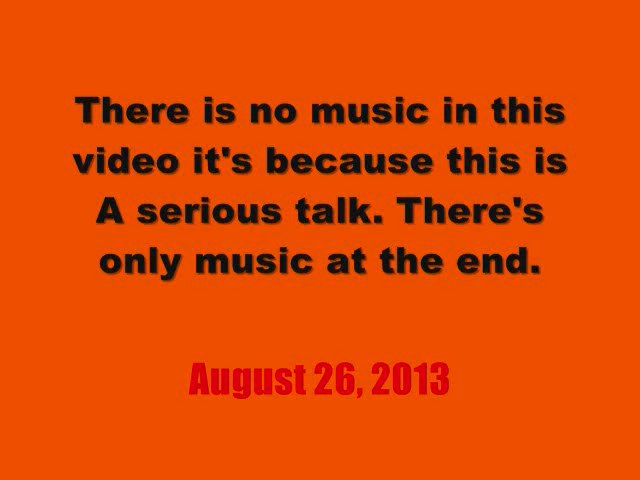 There is no music in this
video it's because this is
A serious talk. There's
only music at the end.
August 26, 2013